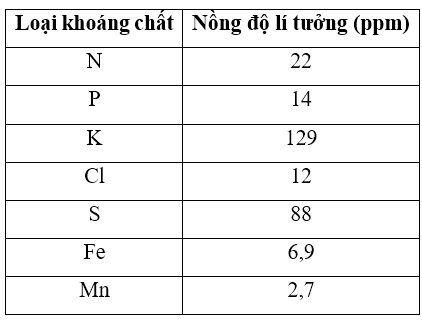 Loại khoáng chất Nồng độ lí tưởng (ppm)
N 22
P 14
K 129
Cl 12
S 88
Fe 6,9
Mn 2,7